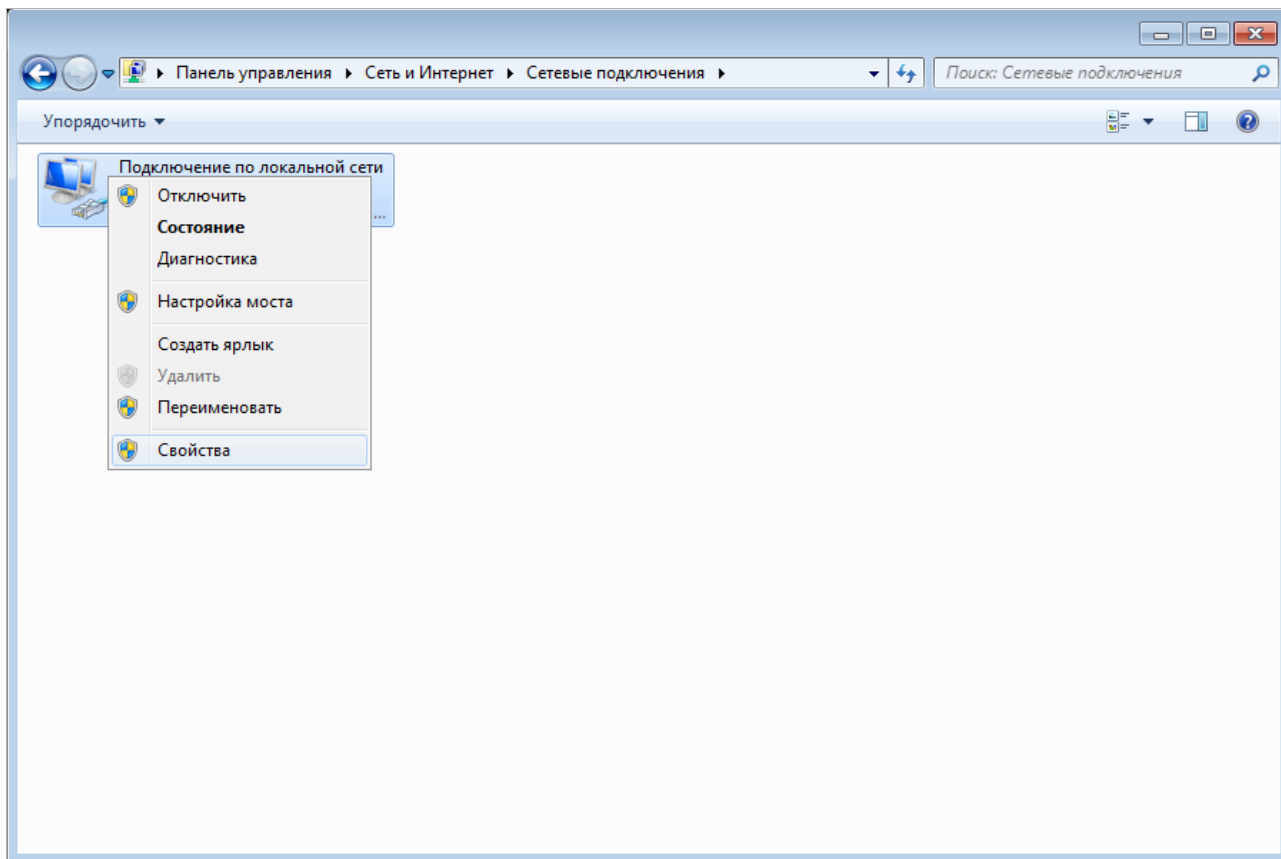 Панель управления Сеть и Интернет Сетевые подключения
Поиск: Сетевые подключения
Упорядочить
Подключение по локальной сети
...
Отключить
Состояние
Диагностика
Настройка моста
Создать ярлык
Удалить
Переименовать
Свойства